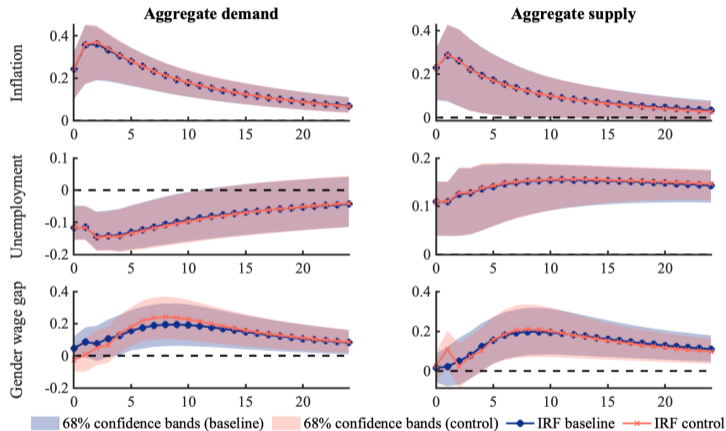 Aggregate demand Aggregate supply
Inflation
0.4
0.2
0
0 5 10 15 20
0.4
0.2
0
0 5 10 15 20
Unemployment
0.1
0
-0.1
-0.2
0 5 10 15 20
0.2
0.1
0
0 5 10 15 20
Gender wage gap
0.4
0.2
0
-0.2
0 5 10 15 20
0.4
0.2
0
0 5 10 15 20
68% confidence bands (baseline) 68% confidence bands (control) IRF baseline IRF control